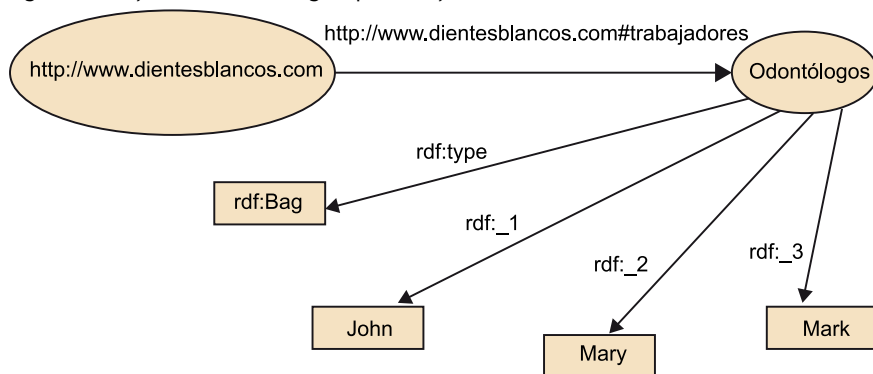 http://www.dientesblancos.com#trabajadores
http://www.dientesblancos.com
Odontólogos
rdf:type
rdf:Bag
rdf:_1
rdf:_2
rdf:_3
John
Mary
Mark